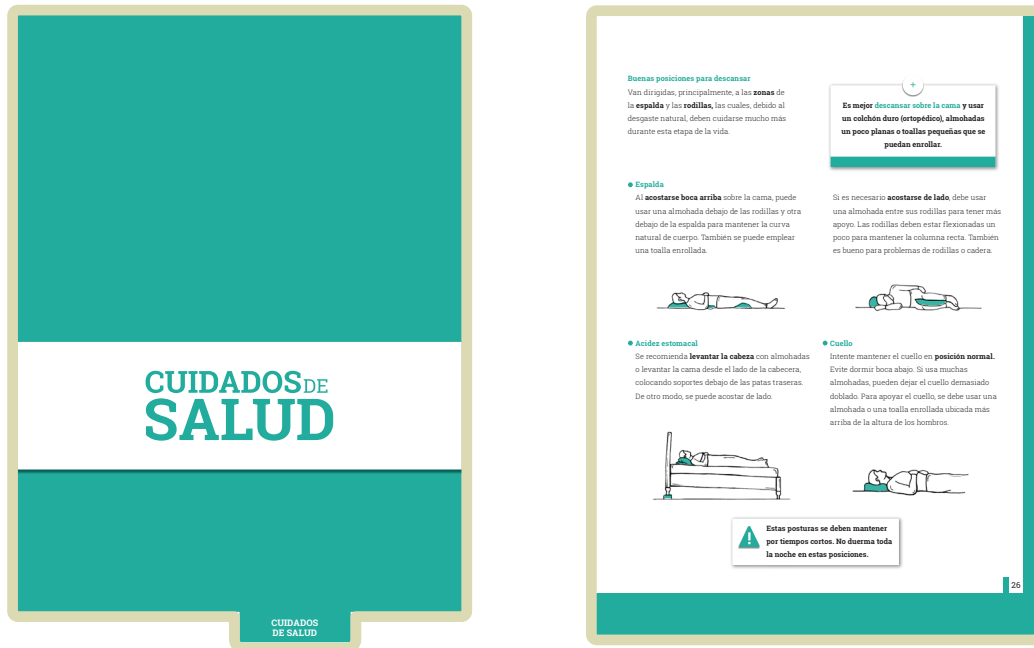 CUIDADOS DE
SALUD
CUIDADOS
DE SALUD
Buenas posiciones para descansar
Van dirigidas, principalmente, a las zonas de
la espalda y las rodillas, las cuales, debido al
desgaste natural, deben cuidarse mucho más
durante esta etapa de la vida.
+
Es mejor descansar sobre la cama y usar
un colchón duro (ortopédico), almohadas
un poco planas o toallas pequeñas que se
puedan enrollar.
Espalda
Al acostarse boca arriba sobre la cama, puede
usar una almohada debajo de las rodillas y otra
debajo de la espalda para mantener la curva
natural de cuerpo. También se puede emplear
una toalla enrollada.
Si es necesario acostarse de lado, debe usar
una almohada entre sus rodillas para tener más
apoyo. Las rodillas deben estar flexionadas un
poco para mantener la columna recta. También
es bueno para problemas de rodillas o cadera.
Acidez estomacal
Se recomienda levantar la cabeza con almohadas
o levantar la cama desde el lado de la cabecera,
colocando soportes debajo de las patas traseras.
De otro modo, se puede acostar de lado.
Cuello
Intente mantener el cuello en posición normal.
Evite dormir boca abajo. Si usa muchas
almohadas, pueden dejar el cuello demasiado
doblado. Para apoyar el cuello, se debe usar una
almohada o una toalla enrollada ubicada más
arriba de la altura de los hombros.
Estas posturas se deben mantener
por tiempos cortos. No duerma toda
la noche en estas posiciones.
26